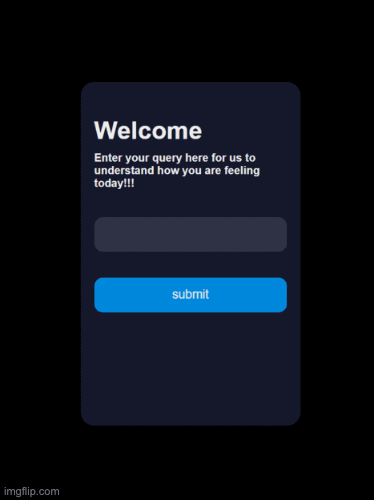 Welcome
Enter your query here for us to
understand how you are feeling
today!!!
submit
imgflip.com